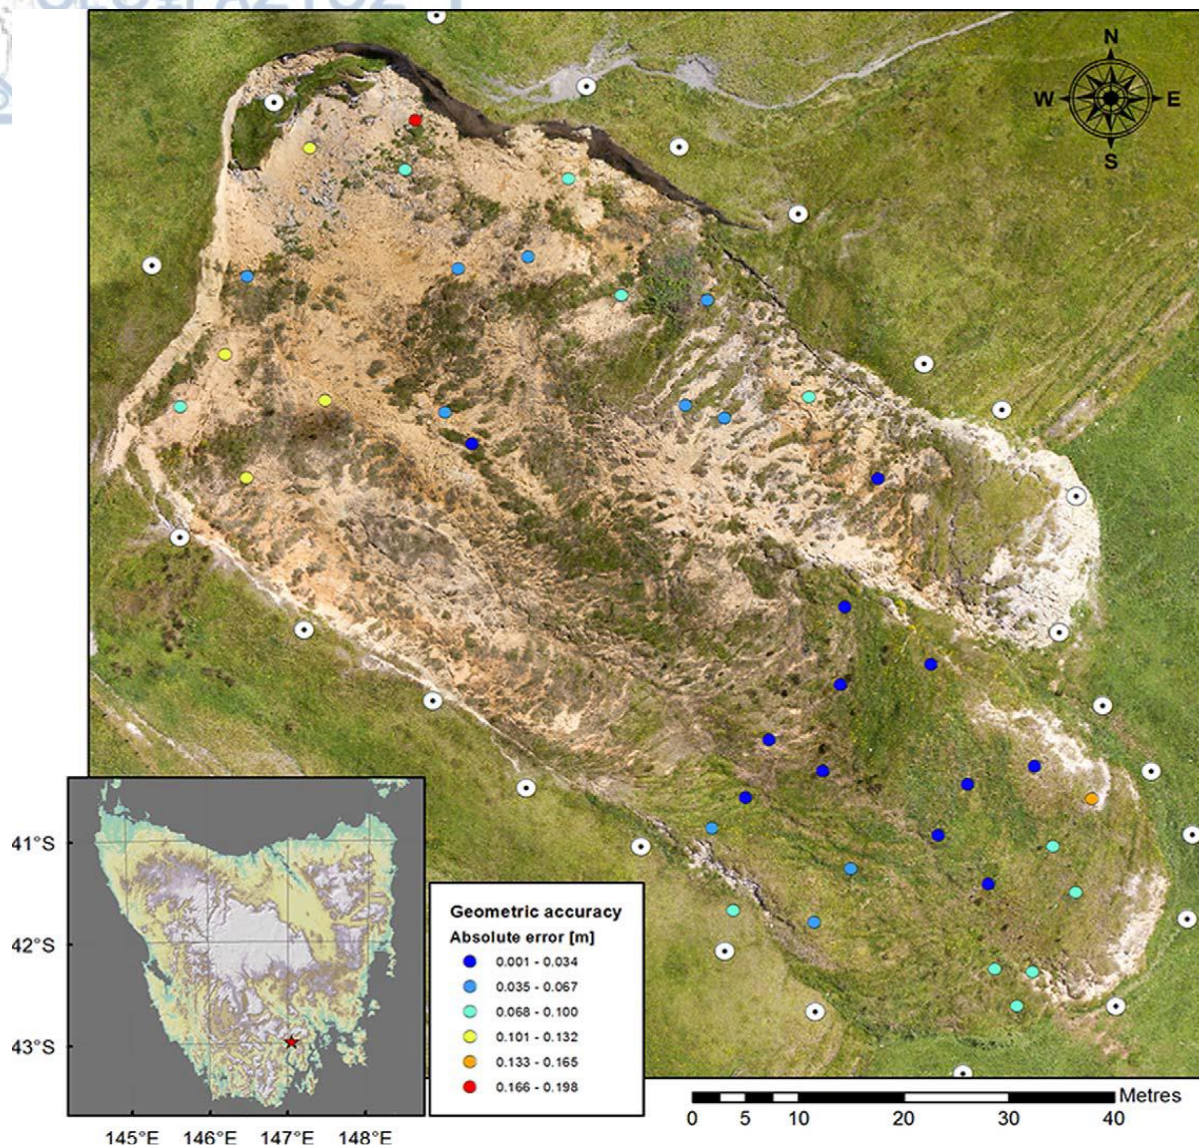 N
W E
S
Geometric accuracy
Absolute error [m]
0.001 - 0.034
0.035 - 0.067
0.068 - 0.100
0.101 - 0.132
0.133 - 0.165
0.166 - 0.198
41°S
42°S
43°S
145°E 146°E 147°E 148°E
Metres
0 5 10 20 30 40